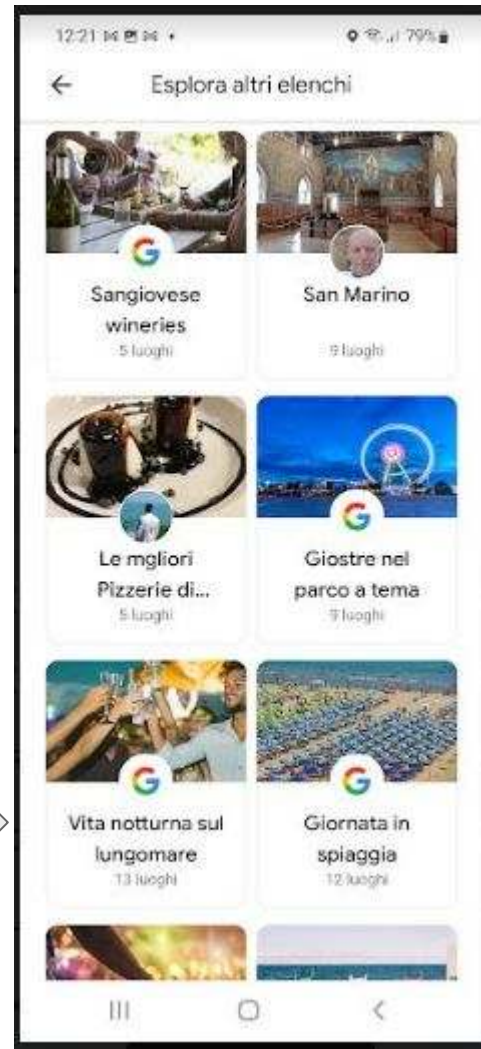 12:21
79%
Esplora altri elenchi
Sangiovese
wineries
5 luoghi
San Marino
9 luoghi
Le mgliori
Pizzerie di...
5 luoghi
Giostre nel
parco a tema
9 luoghi
Vita notturna sul
lungomare
13 luoghi
Giornata in
spiaggia
12 luoghi